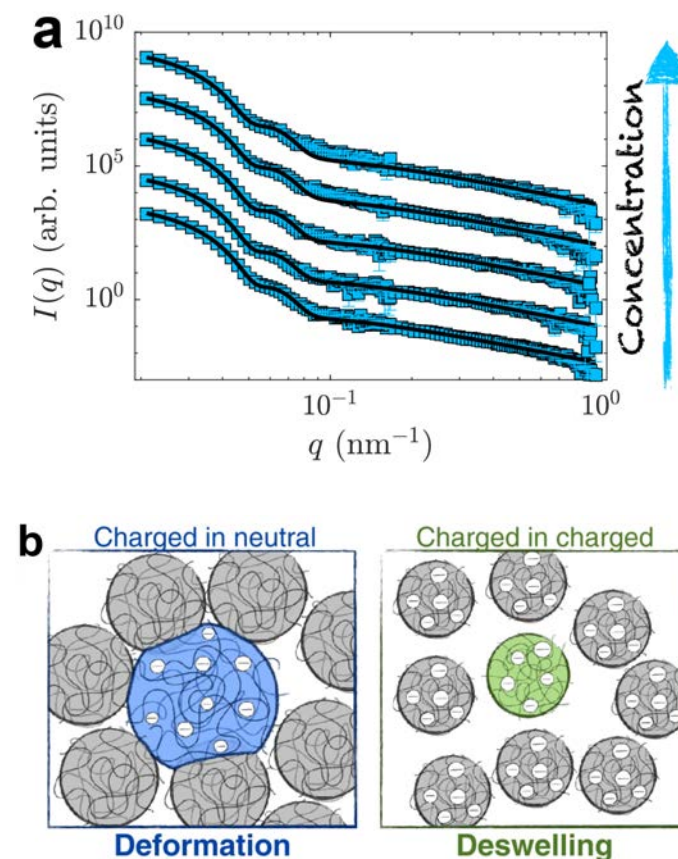 a
10^10
10^5
10^0
I(q) (arb. units)
10^-1
10^0
q (nm^-1)
Concentration
b
Charged in neutral
Charged in charged
Deformation
Deswelling